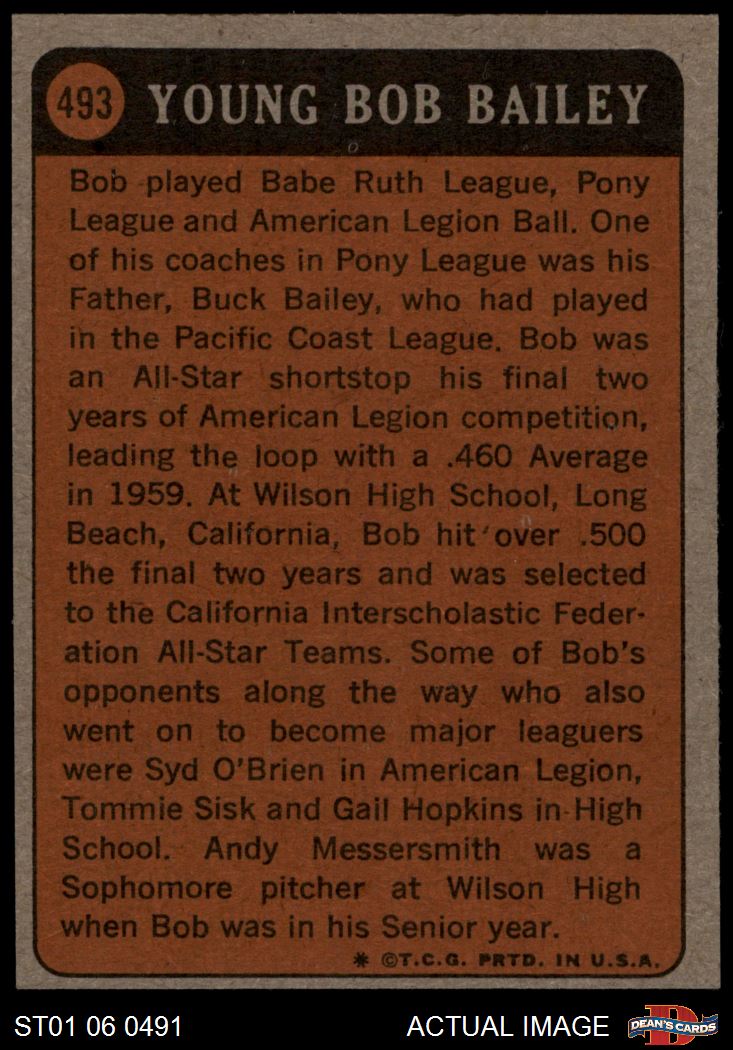 493 YOUNG BOB BAILEY
Bob played Babe Ruth League, Pony
League and American Legion Ball. One
of his coaches in Pony League was his
Father, Buck Bailey, who had played
in the Pacific Coast League. Bob was
an All-Star shortstop his final two
years of American Legion competition,
leading the loop with a .460 Average
in 1959. At Wilson High School, Long
Beach, California, Bob hit over .500
the final two years and was selected
to the California Interscholastic Feder-
ation All-Star Teams. Some of Bob's
opponents along the way who also
went on to become major leaguers
were Syd O'Brien in American Legion,
Tommie Sisk and Gail Hopkins in High
School. Andy Messersmith was a
Sophomore pitcher at Wilson High
when Bob was in his Senior year.
* ©T.C.G. PRTD. IN U.S.A.
ST01 06 0491 ACTUAL IMAGE D DEAN'S CARDS